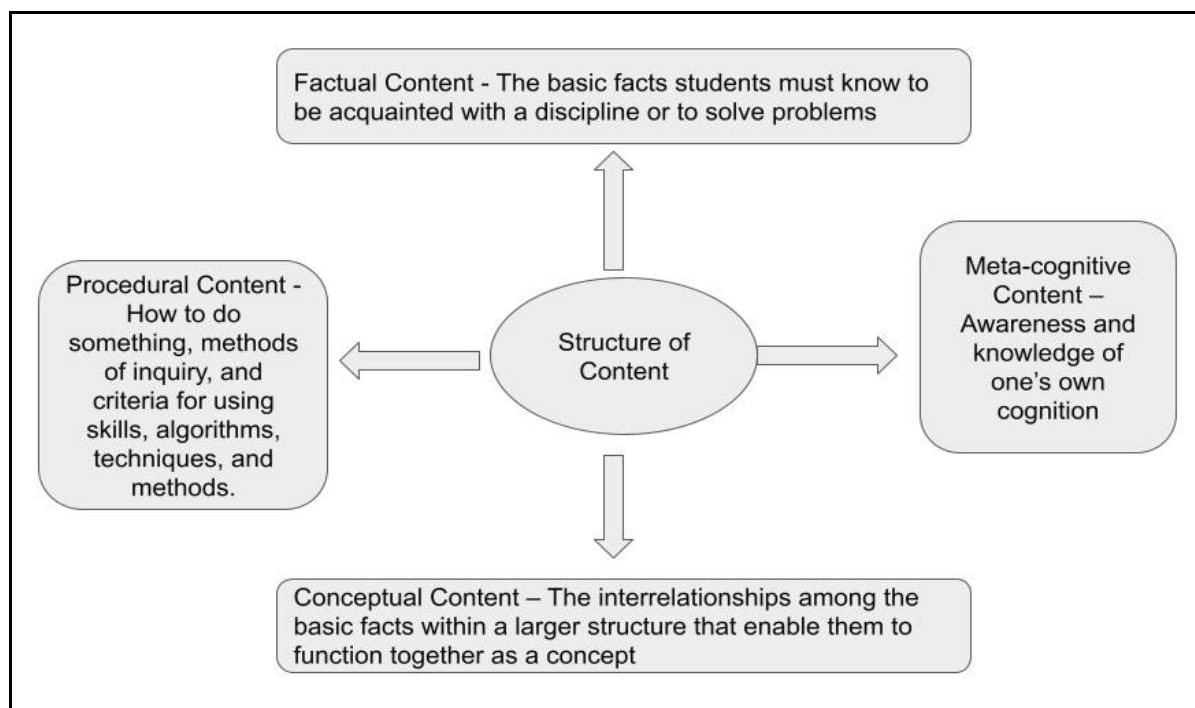 Factual Content - The basic facts students must know to
be acquainted with a discipline or to solve problems
Procedural Content -
How to do
something, methods
of inquiry, and
criteria for using
skills, algorithms,
techniques, and
methods.
Structure of
Content
Meta-cognitive
Content –
Awareness and
knowledge of
one’s own
cognition
Conceptual Content – The interrelationships among the
basic facts within a larger structure that enable them to
function together as a concept